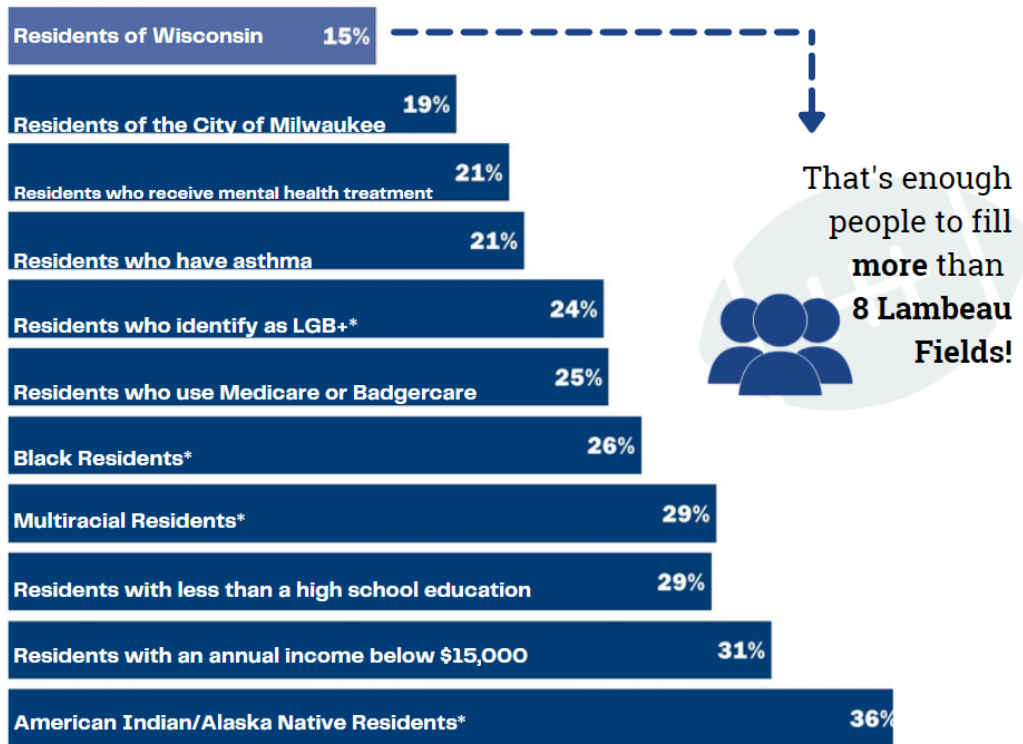 Residents of Wisconsin 15%
19%
Residents of the City of Milwaukee
21%
Residents who receive mental health treatment
21%
Residents who have asthma
24%
Residents who identify as LGB+*
25%
Residents who use Medicare or Badgercare
26%
Black Residents*
29%
Multiracial Residents*
29%
Residents with less than a high school education
31%
Residents with an annual income below $15,000
36%
American Indian/Alaska Native Residents*
That's enough
people to fill
more than
8 Lambeau
Fields!